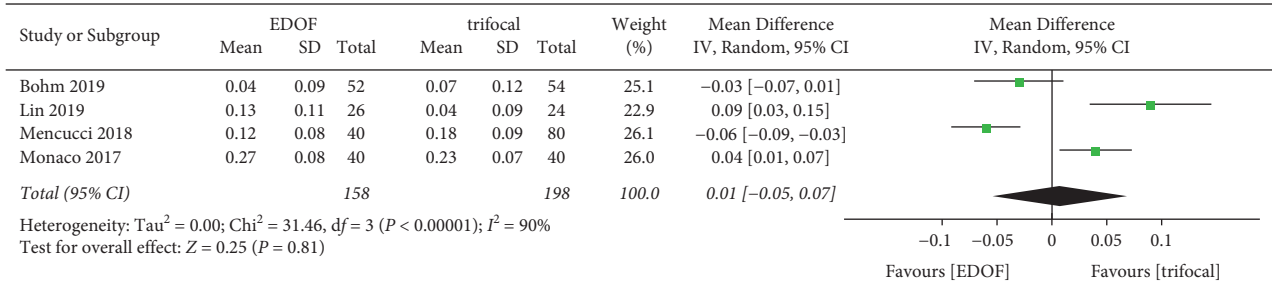 Study or Subgroup EDOF trifocal Weight (%) Mean Difference IV, Random, 95% CI Mean Difference IV, Random, 95% CI
Mean SD Total Mean SD Total
Bohm 2019 0.04 0.09 52 0.07 0.12 54 25.1 −0.03 [−0.07, 0.01]
Lin 2019 0.13 0.11 26 0.04 0.09 24 22.9 0.09 [0.03, 0.15]
Mencucci 2018 0.12 0.08 40 0.18 0.09 80 26.1 −0.06 [−0.09, −0.03]
Monaco 2017 0.27 0.08 40 0.23 0.07 40 26.0 0.04 [0.01, 0.07]
Total (95% CI) 158 198 100.0 0.01 [−0.05, 0.07]
Heterogeneity: Tau² = 0.00; Chi² = 31.46, df = 3 (P < 0.00001); I² = 90%
Test for overall effect: Z = 0.25 (P = 0.81)
−0.1 −0.05 0 0.05 0.1
Favours [EDOF] Favours [trifocal]